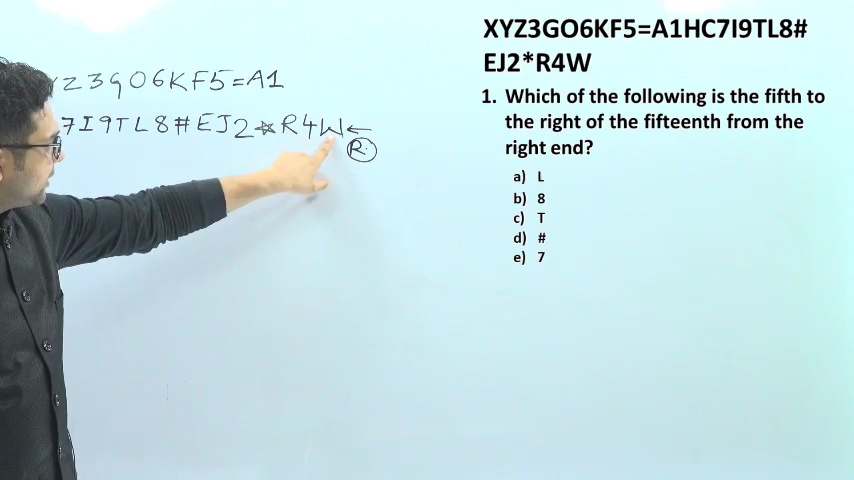 YZ3GO6KF5=A1
7I9TL8#EJ2*R4W←
R.
XYZ3GO6KF5=A1HC7I9TL8#
EJ2*R4W
1. Which of the following is the fifth to
the right of the fifteenth from the
right end?
a) L
b) 8
c) T
d) #
e) 7